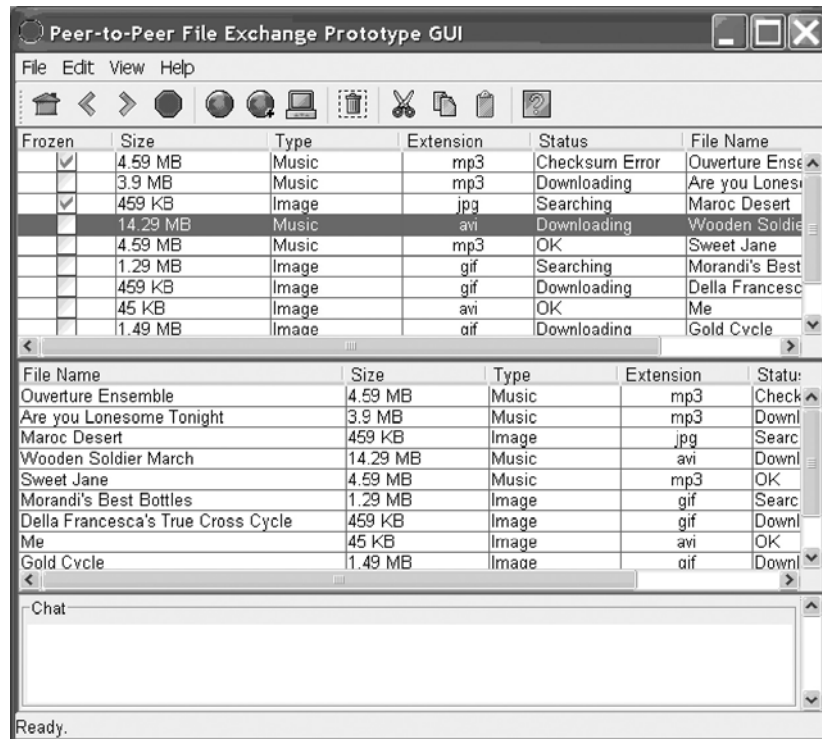 Peer-to-Peer File Exchange Prototype GUI
File Edit View Help
Frozen Size Type Extension Status File Name
4.59 MB Music mp3 Checksum Error Ouverture Ense
3.9 MB Music mp3 Downloading Are you Lones
459 KB Image jpg Searching Maroc Desert
14.29 MB Music avi Downloading Wooden Soldie
4.59 MB Music mp3 OK Sweet Jane
1.29 MB Image gif Searching Morandi's Best
459 KB Image gif Downloading Della Francesc
45 KB Image avi OK Me
1.49 MB Image gif Downloading Gold Cycle
File Name Size Type Extension Statu
Ouverture Ensemble 4.59 MB Music mp3 Check
Are you Lonesome Tonight 3.9 MB Music mp3 Downl
Maroc Desert 459 KB Image jpg Searc
Wooden Soldier March 14.29 MB Music avi Downl
Sweet Jane 4.59 MB Music mp3 OK
Morandi's Best Bottles 1.29 MB Image gif Searc
Della Francesca's True Cross Cycle 459 KB Image gif Downl
Me 45 KB Image avi OK
Gold Cycle 1.49 MB Image gif Downl
Chat
Ready.